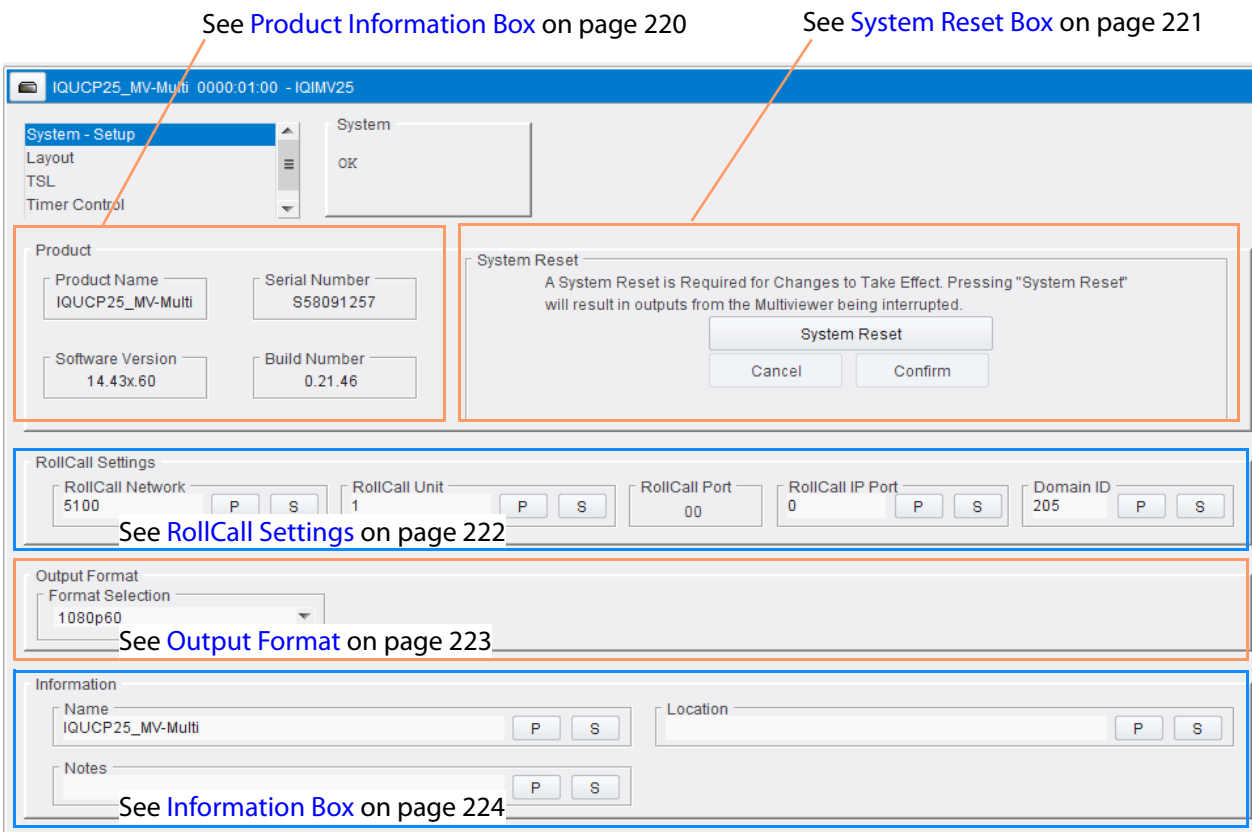 See Product Information Box on page 220
See System Reset Box on page 221
IQUCP25_MV-Multi 0000:01:00 - IQIMV25
System - Setup
Layout
TSL
Timer Control
System
OK
Product
Product Name
IQUCP25_MV-Multi
Serial Number
S58091257
Software Version
14.43x.60
Build Number
0.21.46
System Reset
A System Reset is Required for Changes to Take Effect. Pressing "System Reset"
will result in outputs from the Multiviewer being interrupted.
System Reset
Cancel
Confirm
RollCall Settings
RollCall Network
5100
P
S
RollCall Unit
1
P
S
RollCall Port
00
RollCall IP Port
0
P
S
Domain ID
205
P
S
See RollCall Settings on page 222
Output Format
Format Selection
1080p60
See Output Format on page 223
Information
Name
IQUCP25_MV-Multi
P
S
Location
P
S
Notes
P
S
See Information Box on page 224